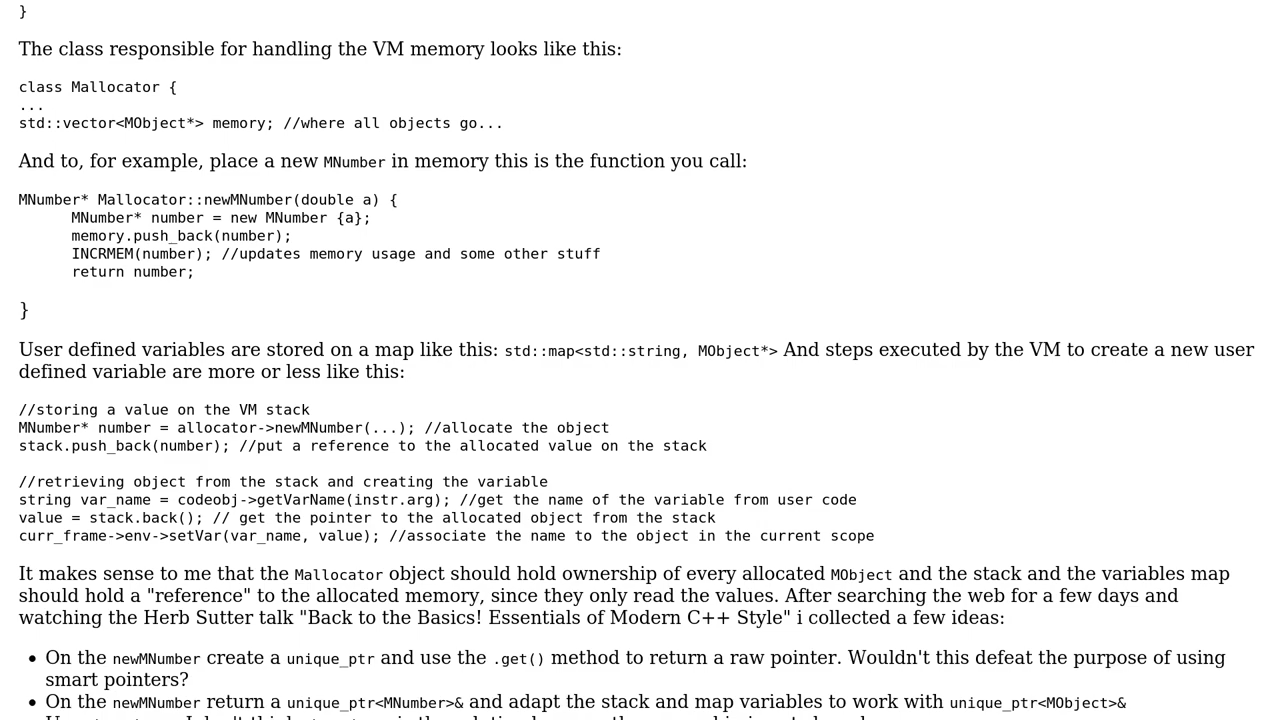 }
The class responsible for handling the VM memory looks like this:
class Mallocator {
...
std::vector<MObject*> memory; //where all objects go...
And to, for example, place a new MNumber in memory this is the function you call:
MNumber* Mallocator::newMNumber(double a) {
      MNumber* number = new MNumber {a};
      memory.push_back(number);
      INCRMEM(number); //updates memory usage and some other stuff
      return number;
}
User defined variables are stored on a map like this: std::map<std::string, MObject*> And steps executed by the VM to create a new user
defined variable are more or less like this:
//storing a value on the VM stack
MNumber* number = allocator->newMNumber(...); //allocate the object
stack.push_back(number); //put a reference to the allocated value on the stack
//retrieving object from the stack and creating the variable
string var_name = codeobj->getVarName(instr.arg); //get the name of the variable from user code
value = stack.back(); // get the pointer to the allocated object from the stack
curr_frame->env->setVar(var_name, value); //associate the name to the object in the current scope
It makes sense to me that the Mallocator object should hold ownership of every allocated MObject and the stack and the variables map
should hold a "reference" to the allocated memory, since they only read the values. After searching the web for a few days and
watching the Herb Sutter talk "Back to the Basics! Essentials of Modern C++ Style" i collected a few ideas:
• On the newMNumber create a unique_ptr and use the .get() method to return a raw pointer. Wouldn't this defeat the purpose of using
smart pointers?
• On the newMNumber return a unique_ptr<MNumber>& and adapt the stack and map variables to work with unique_ptr<MObject>&